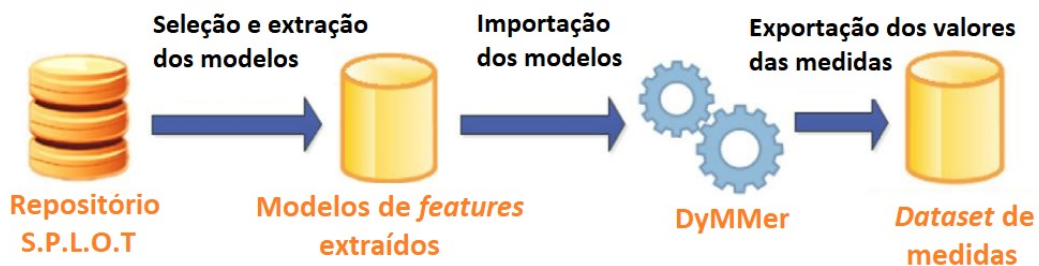 Seleção e extração
dos modelos
Importação
dos modelos
Exportação dos valores
das medidas
Repositório
S.P.L.O.T
Modelos de features
extraídos
DyMMer
Dataset de
medidas